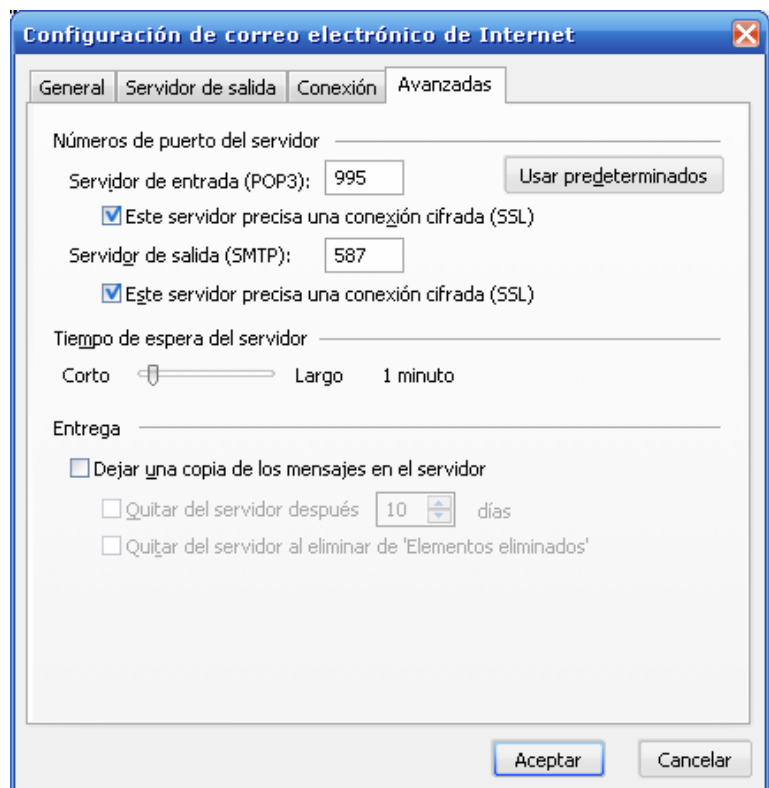 Configuración de correo electrónico de Internet
General Servidor de salida Conexión Avanzadas
Números de puerto del servidor
Servidor de entrada (POP3): 995 Usar predeterminados
Este servidor precisa una conexión cifrada (SSL)
Servidor de salida (SMTP): 587
Este servidor precisa una conexión cifrada (SSL)
Tiempo de espera del servidor
Corto Largo 1 minuto
Entrega
Dejar una copia de los mensajes en el servidor
Quitar del servidor después 10 días
Quitar del servidor al eliminar de 'Elementos eliminados'
Aceptar Cancelar